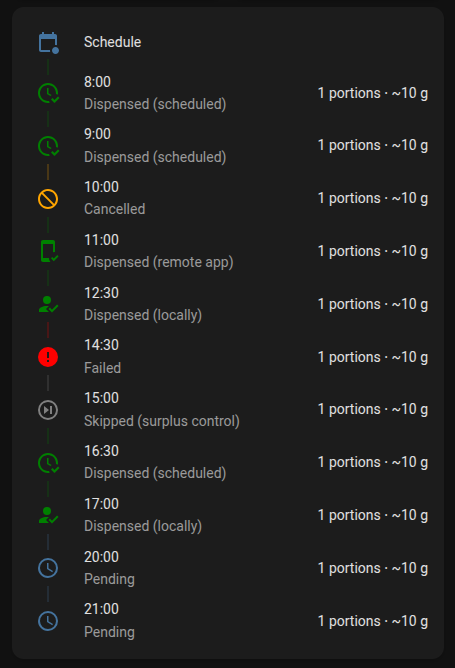 Schedule
8:00
Dispensed (scheduled)
1 portions · ~10 g
9:00
Dispensed (scheduled)
1 portions · ~10 g
10:00
Cancelled
1 portions · ~10 g
11:00
Dispensed (remote app)
1 portions · ~10 g
12:30
Dispensed (locally)
1 portions · ~10 g
14:30
Failed
1 portions · ~10 g
15:00
Skipped (surplus control)
1 portions · ~10 g
16:30
Dispensed (scheduled)
1 portions · ~10 g
17:00
Dispensed (locally)
1 portions · ~10 g
20:00
Pending
1 portions · ~10 g
21:00
Pending
1 portions · ~10 g